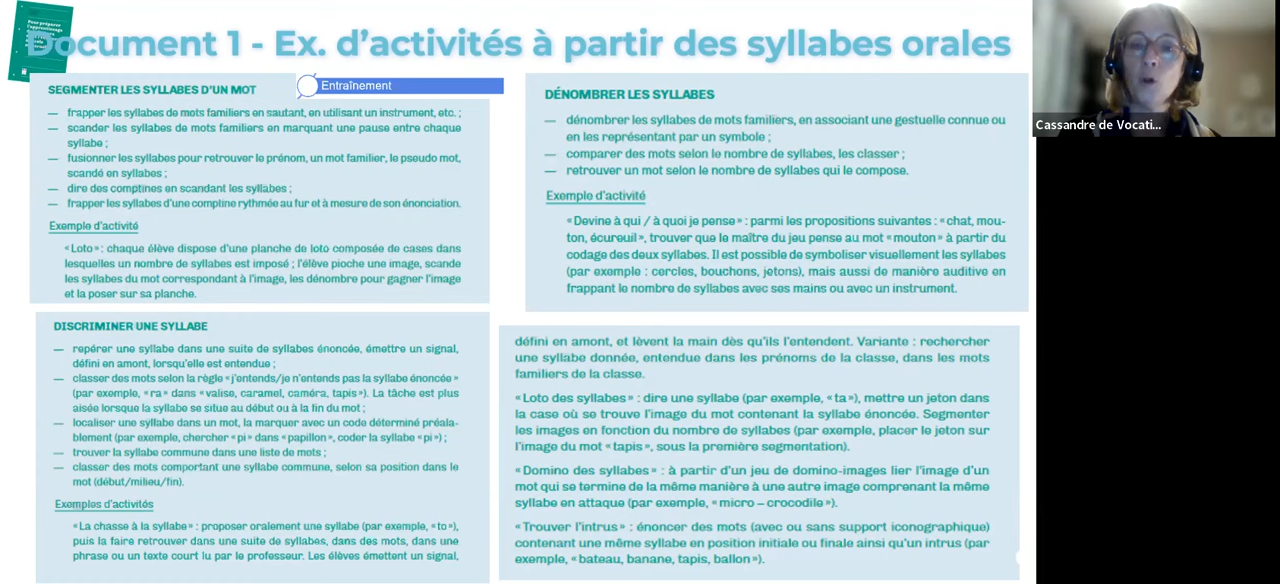 Document 1 - Ex. d'activités à partir des syllabes orales
Entraînement
SEGMENTER LES SYLLABES D'UN MOT
— frapper les syllabes de mots familiers en sautant, en utilisant un instrument, etc. ;
— scander les syllabes de mots familiers en marquant une pause entre chaque
syllabe ;
— fusionner les syllabes pour retrouver le prénom, un mot familier, le pseudo mot,
scandé en syllabes ;
— dire des comptines en scandant les syllabes ;
— frapper les syllabes d'une comptine rythmée au fur et à mesure de son énonciation.
Exemple d'activité
« Loto » : chaque élève dispose d'une planche de loto composée de cases dans
lesquelles un nombre de syllabes est imposé ; l'élève pioche une image, scande
les syllabes du mot correspondant à l'image, les dénombre pour gagner l'image
et la poser sur sa planche.
DÉNOMBRER LES SYLLABES
— dénombrer les syllabes de mots familiers, en associant une gestuelle connue ou
en les représentant par un symbole ;
— comparer des mots selon le nombre de syllabes, les classer ;
— retrouver un mot selon le nombre de syllabes qui le compose.
Exemple d'activité
« Devine à qui / à quoi je pense » : parmi les propositions suivantes : « chat, mou-
ton, écureuil », trouver que le maître du jeu pense au mot « mouton » à partir du
codage des deux syllabes. Il est possible de symboliser visuellement les syllabes
(par exemple : cercles, bouchons, jetons), mais aussi de manière auditive en
frappant le nombre de syllabes avec ses mains ou avec un instrument.
DISCRIMINER UNE SYLLABE
— repérer une syllabe dans une suite de syllabes énoncée, émettre un signal,
défini en amont, lorsqu'elle est entendue ;
— classer des mots selon la règle « j'entends/je n'entends pas la syllabe énoncée »
(par exemple, « ra » dans « valise, caramel, caméra, tapis »). La tâche est plus
aisée lorsque la syllabe se situe au début ou à la fin du mot ;
— localiser une syllabe dans un mot, la marquer avec un code déterminé préala-
blement (par exemple, chercher « pi » dans « papillon », coder la syllabe « pi ») ;
— trouver la syllabe commune dans une liste de mots ;
— classer des mots comportant une syllabe commune, selon sa position dans le
mot (début/milieu/fin).
Exemples d'activités
« La chasse à la syllabe » : proposer oralement une syllabe (par exemple, « to »),
puis la faire retrouver dans une suite de syllabes, dans des mots, dans une
phrase ou un texte court lu par le professeur. Les élèves émettent un signal,
défini en amont, et lèvent la main dès qu'ils l'entendent. Variante : rechercher
une syllabe donnée, entendue dans les prénoms de la classe, dans les mots
familiers de la classe.
« Loto des syllabes » : dire une syllabe (par exemple, « ta »), mettre un jeton dans
la case où se trouve l'image du mot contenant la syllabe énoncée. Segmenter
les images en fonction du nombre de syllabes (par exemple, placer le jeton sur
l'image du mot « tapis », sous la première segmentation).
« Domino des syllabes » : à partir d'un jeu de domino-images lier l'image d'un
mot qui se termine de la même manière à une autre image comprenant la même
syllabe en attaque (par exemple, « micro – crocodile »).
« Trouver l'intrus » : énoncer des mots (avec ou sans support iconographique)
contenant une même syllabe en position initiale ou finale ainsi qu'un intrus (par
exemple, « bateau, banane, tapis, ballon »).
Cassandre de Vocati...